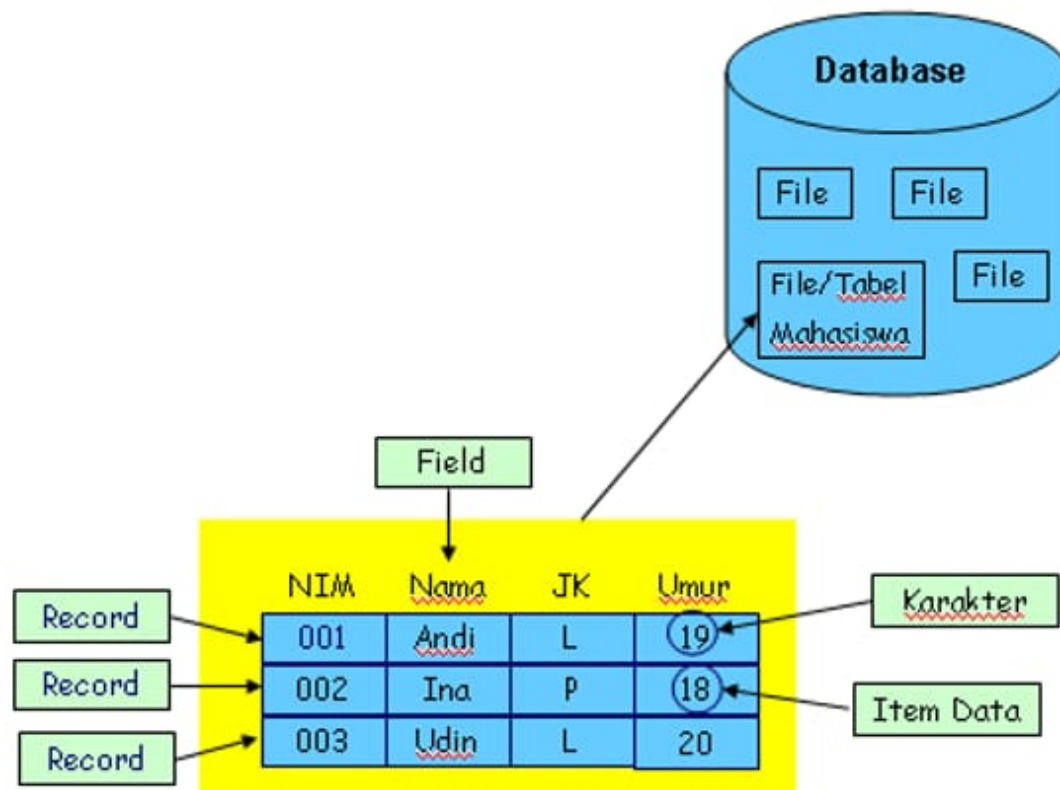 Database
File
File
File/Tabel
Mahasiswa
File
Field
NIM Nama JK Umur
Record
001 Andi L 19
Karakter
Record
002 Ina P 18
Item Data
Record
003 Udin L 20